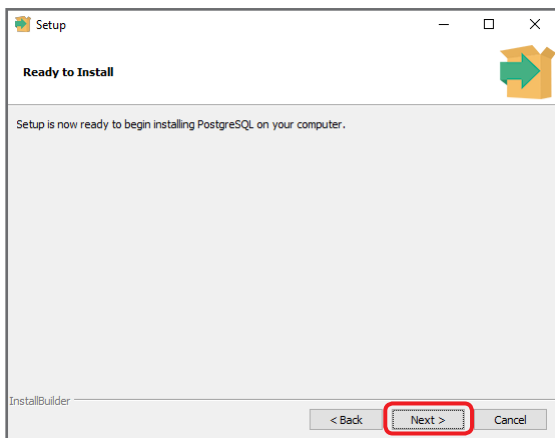 Setup
Ready to Install
Setup is now ready to begin installing PostgreSQL on your computer.
InstallBuilder
< Back
Next >
Cancel